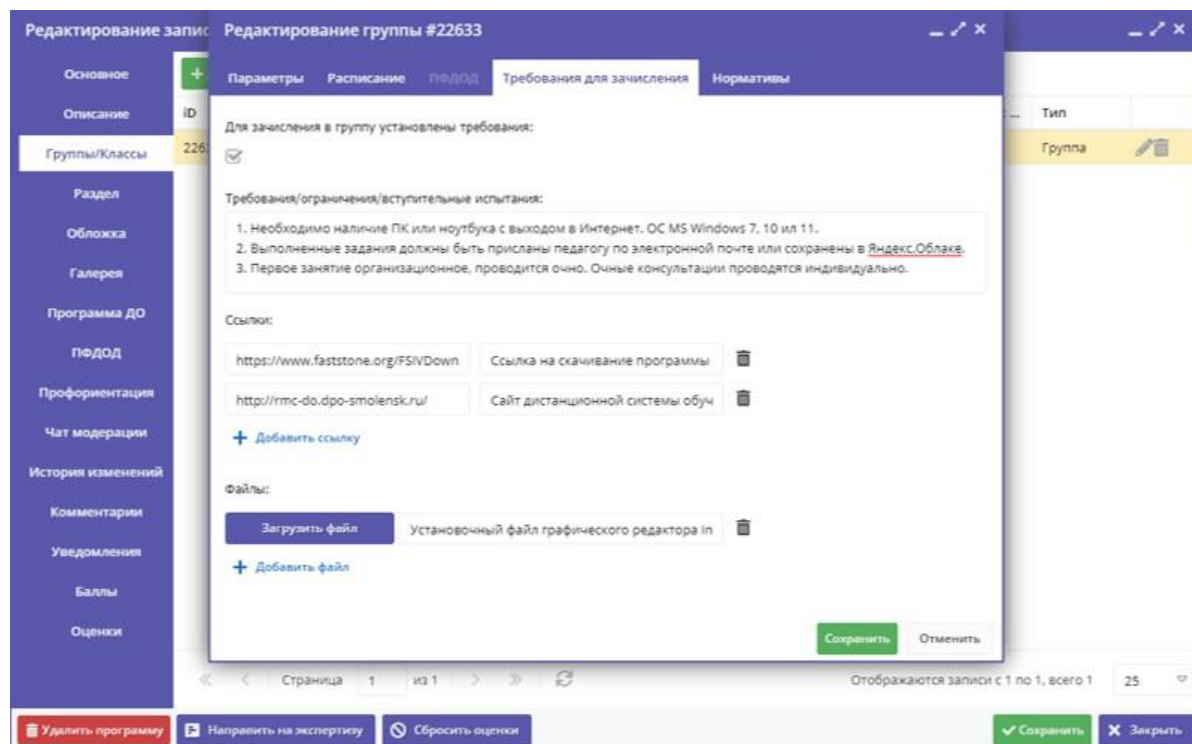 Редактирование запис
Редактирование группы #22633
Основное
Описание
Группы/Классы
Раздел
Обложка
Галерея
Программа ДО
ПФДОД
Профориентация
Чат модерации
История изменений
Комментарии
Уведомления
Баллы
Оценки
Параметры Расписание ПФДОД Требования для зачисления Нормативы
iD
Тип
226
Группа
Для зачисления в группу установлены требования:
Требования/ограничения/вступительные испытания:
1. Необходимо наличие ПК или ноутбука с выходом в Интернет. ОС MS Windows 7, 10 ил 11.
2. Выполненные задания должны быть присланы педагогу по электронной почте или сохранены в Яндекс.Облаке.
3. Первое занятие организационное, проводится очно. Очные консультации проводятся индивидуально.
Ссылки:
https://www.faststone.org/FSIVDown Ссылка на скачивание программы
http://rmc-do.dpo-smolensk.ru/ Сайт дистанционной системы обуч
+ Добавить ссылку
Файлы:
Загрузить файл Установочный файл графического редактора In
+ Добавить файл
Сохранить Отменить
Страница 1 из 1
Отображаются записи с 1 по 1, всего 1 25
Удалить программу Направить на экспертизу Сбросить оценки Сохранить Закрыть